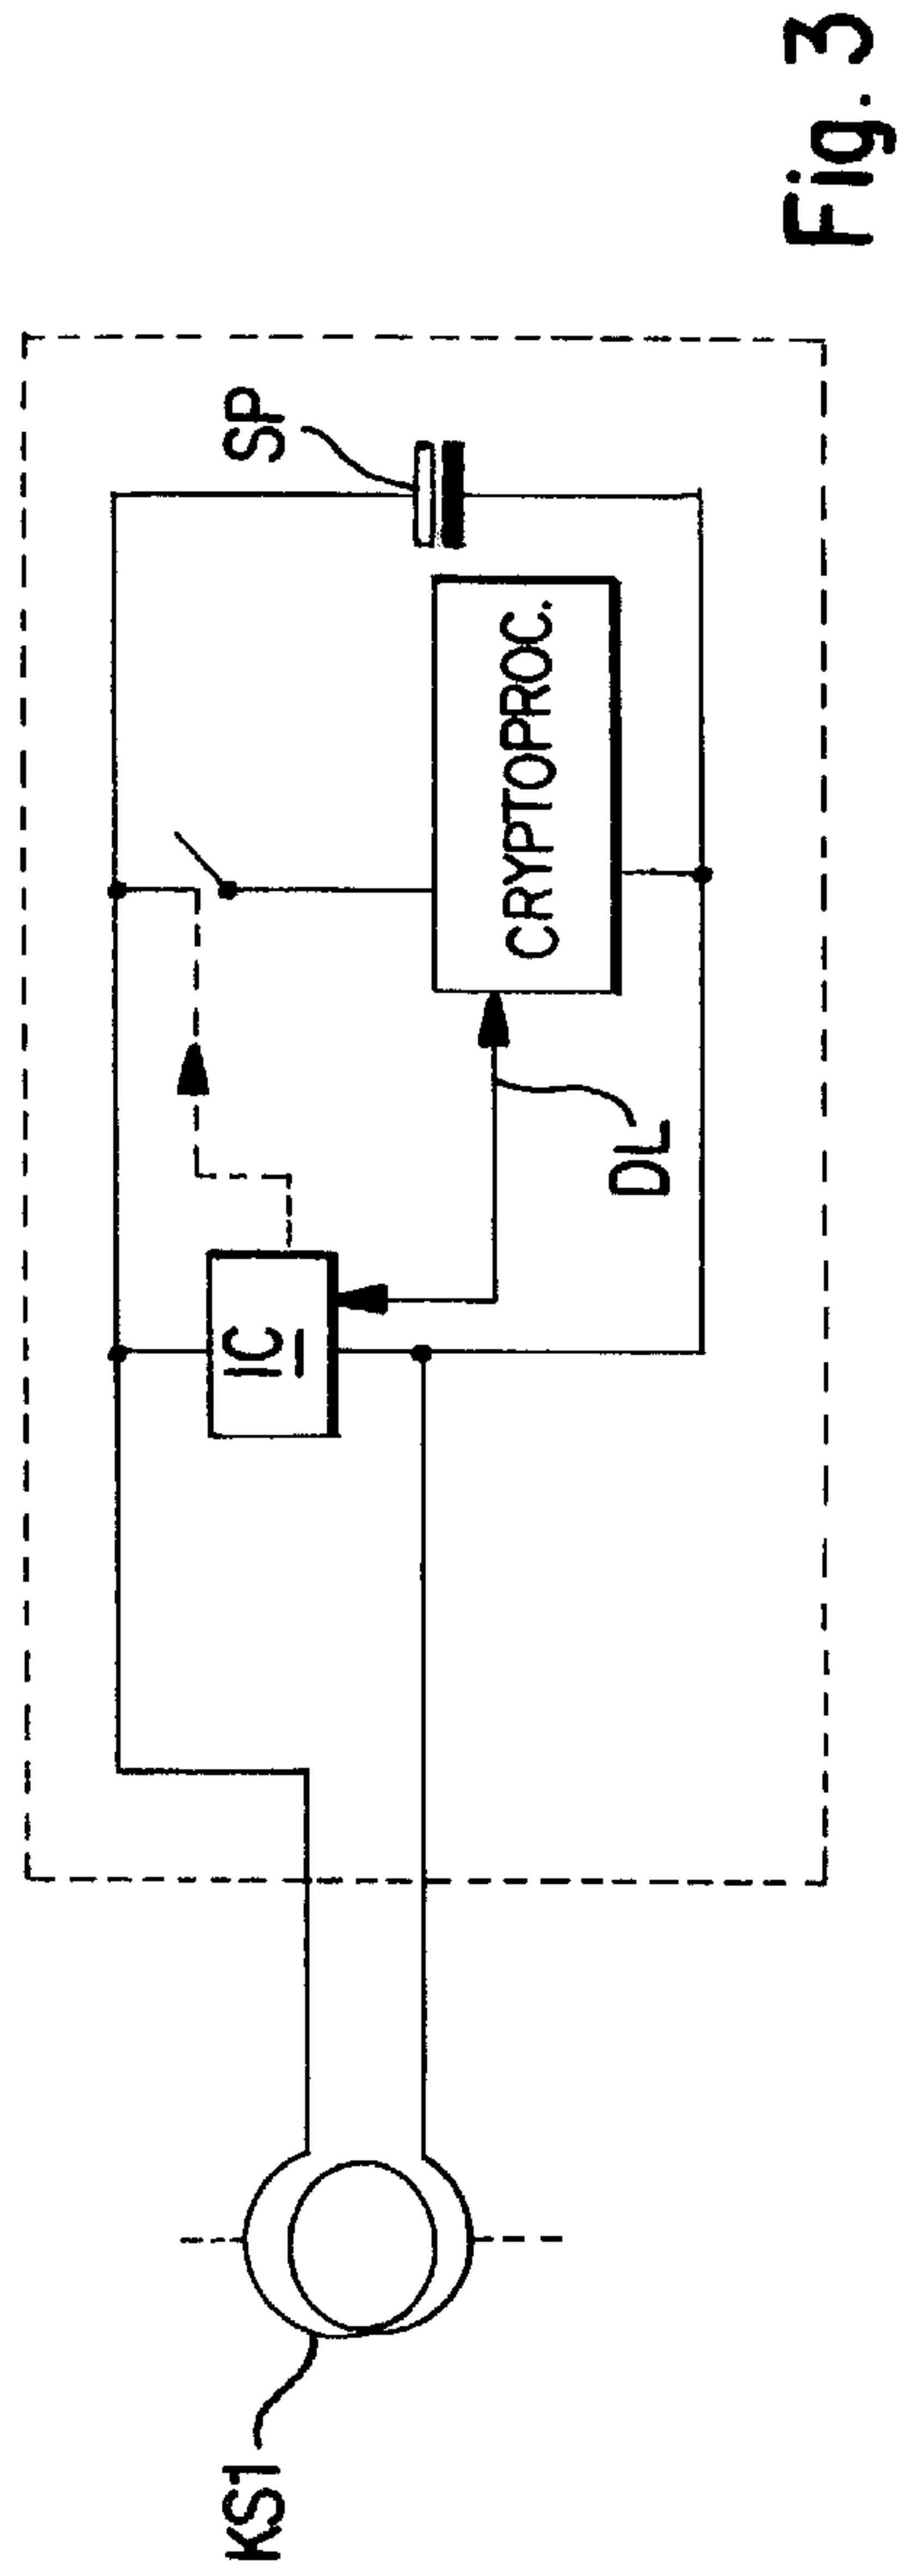 KS1
IC
DL
CRYPTOPROC.
SP
Fig. 3